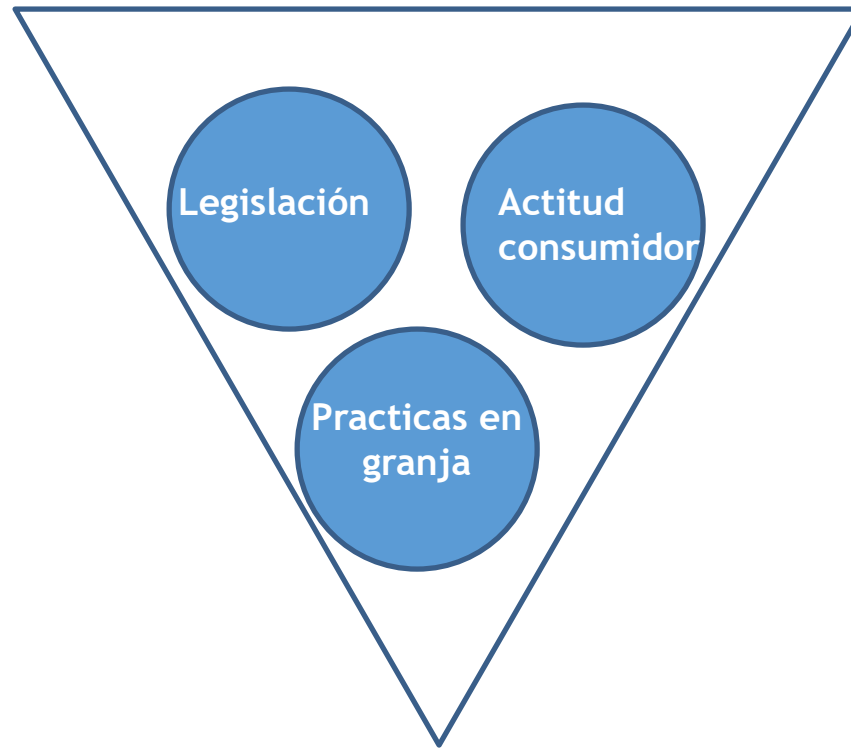 Legislación
Actitud
consumidor
Practicas en
granja